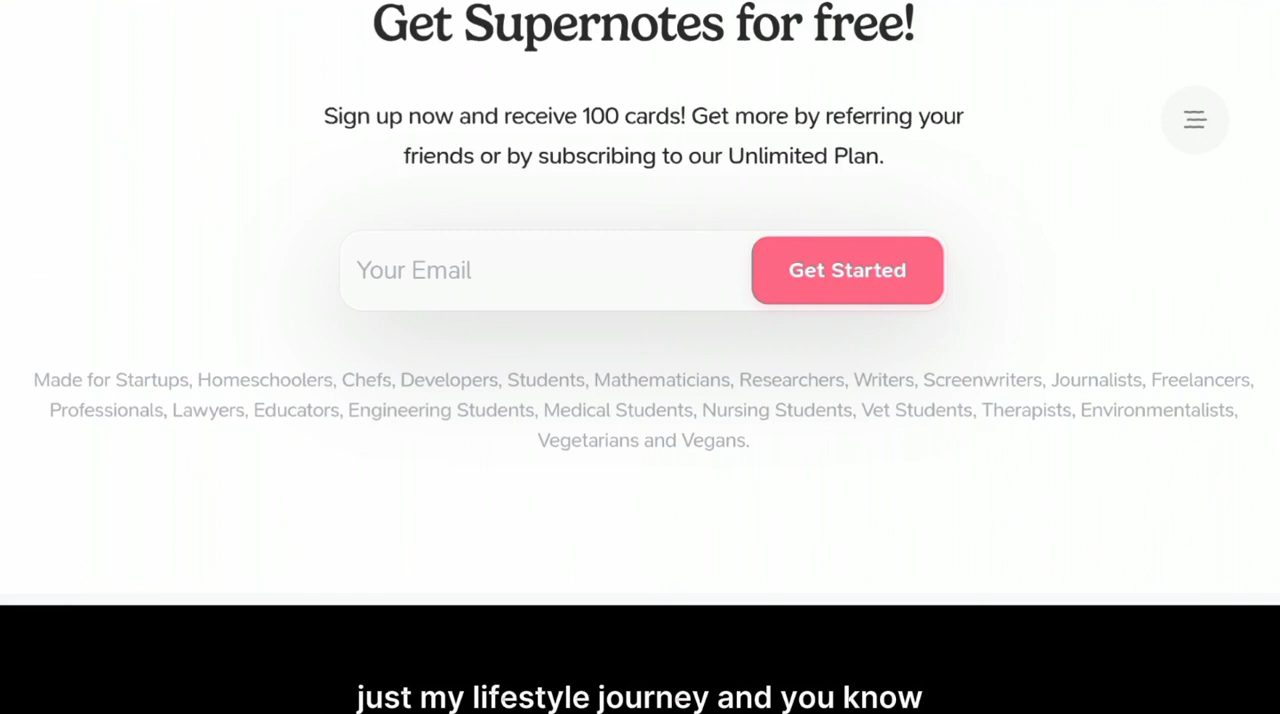 Get Supernotes for free!
Sign up now and receive 100 cards! Get more by referring your
friends or by subscribing to our Unlimited Plan.
Your Email
Get Started
Made for Startups, Homeschoolers, Chefs, Developers, Students, Mathematicians, Researchers, Writers, Screenwriters, Journalists, Freelancers,
Professionals, Lawyers, Educators, Engineering Students, Medical Students, Nursing Students, Vet Students, Therapists, Environmentalists,
Vegetarians and Vegans.
just my lifestyle journey and you know